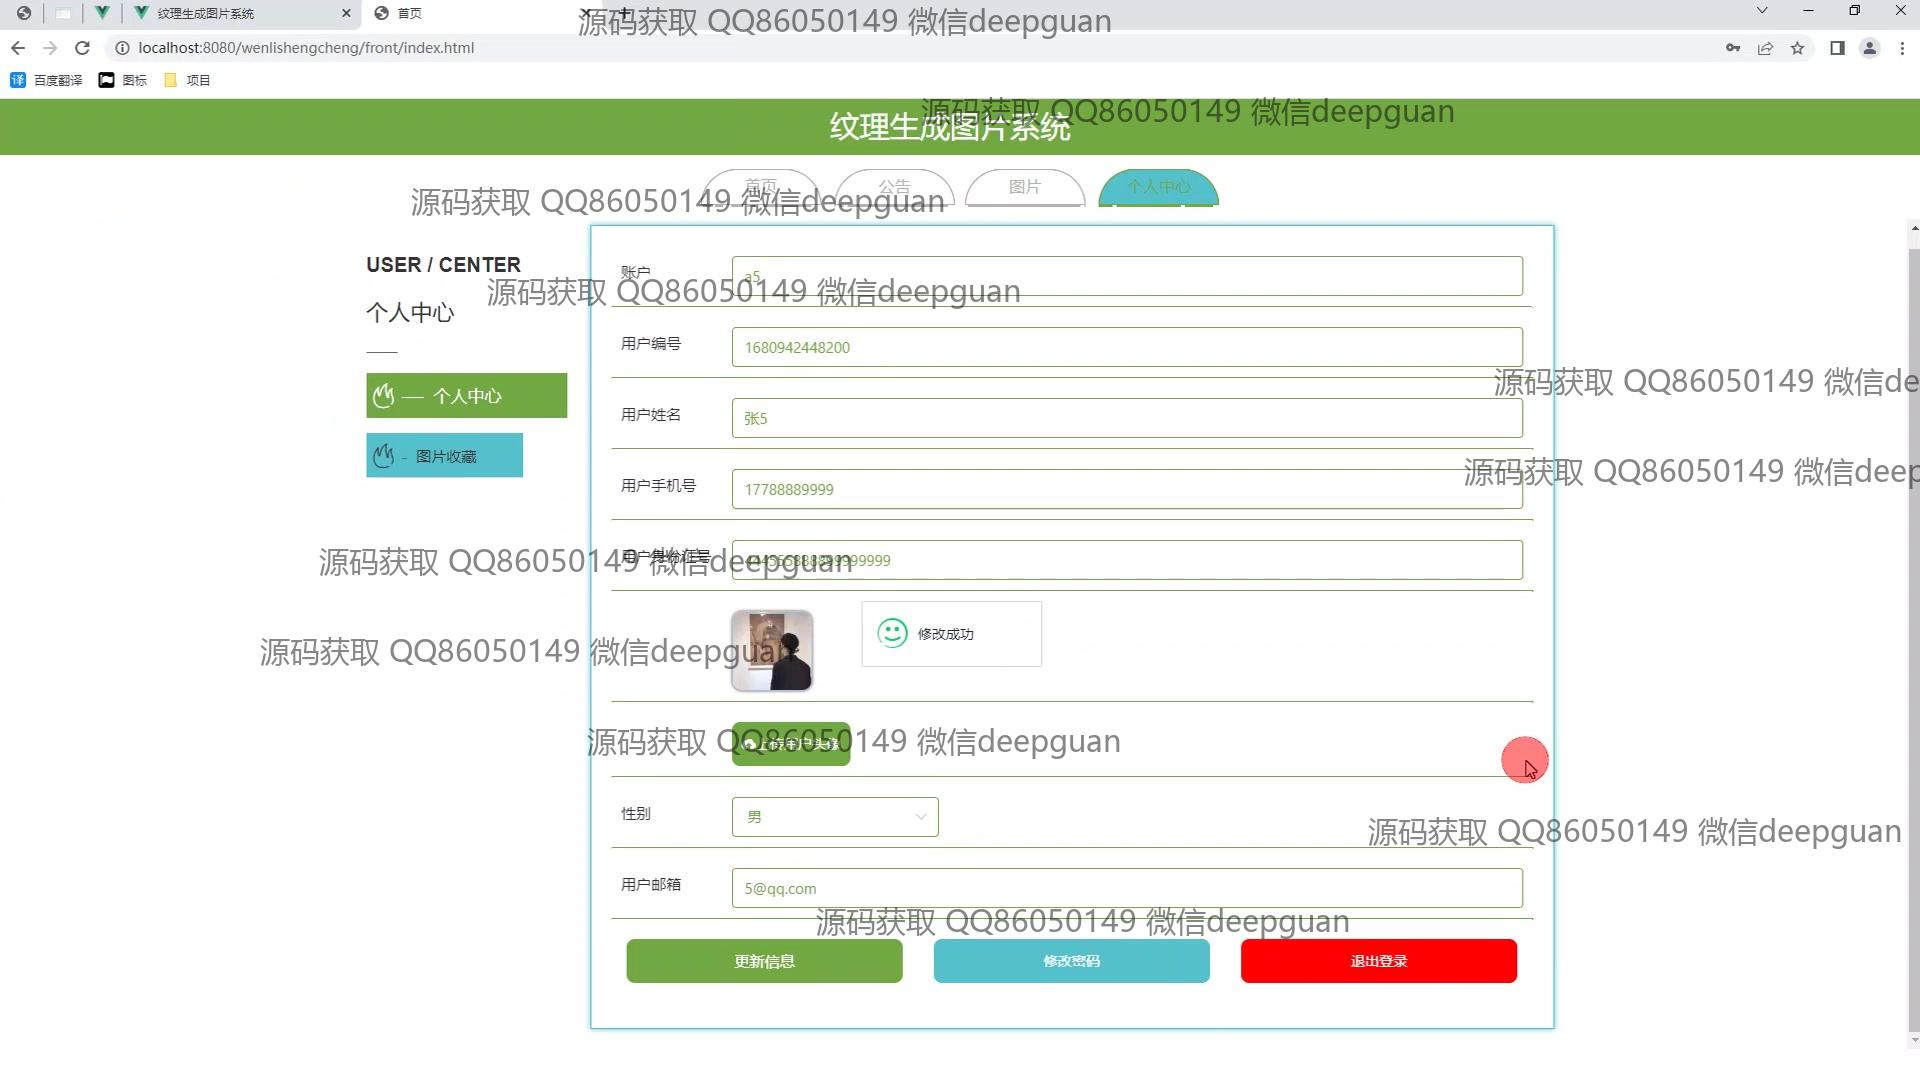 纹理生成图片系统
首页
源码获取 QQ86050149 微信deepguan
localhost:8080/wenlishengcheng/front/index.html
百度翻译
图标
项目
源码获取 QQ86050149 微信deepguan
纹理生成图片系统
首页
公告
图片
个人中心
源码获取 QQ86050149 微信deepguan
USER / CENTER
个人中心
个人中心
图片收藏
账户
a5
源码获取 QQ86050149 微信deepguan
用户编号
1680942448200
源码获取 QQ86050149 微信de
用户姓名
张5
用户手机号
17788889999
源码获取 QQ86050149 微信deep
用户身份证号
源码获取 QQ86050149 微信deepguan
修改成功
源码获取 QQ86050149 微信deepguan
上传用户头像
源码获取 QQ86050149 微信deepguan
性别
男
源码获取 QQ86050149 微信deepguan
用户邮箱
5@qq.com
源码获取 QQ86050149 微信deepguan
更新信息
修改密码
退出登录